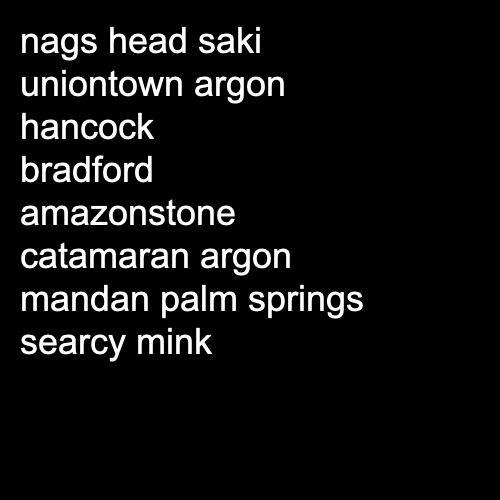 nags head saki
uniontown argon
hancock
bradford
amazonstone
catamaran argon
mandan palm springs
searcy mink